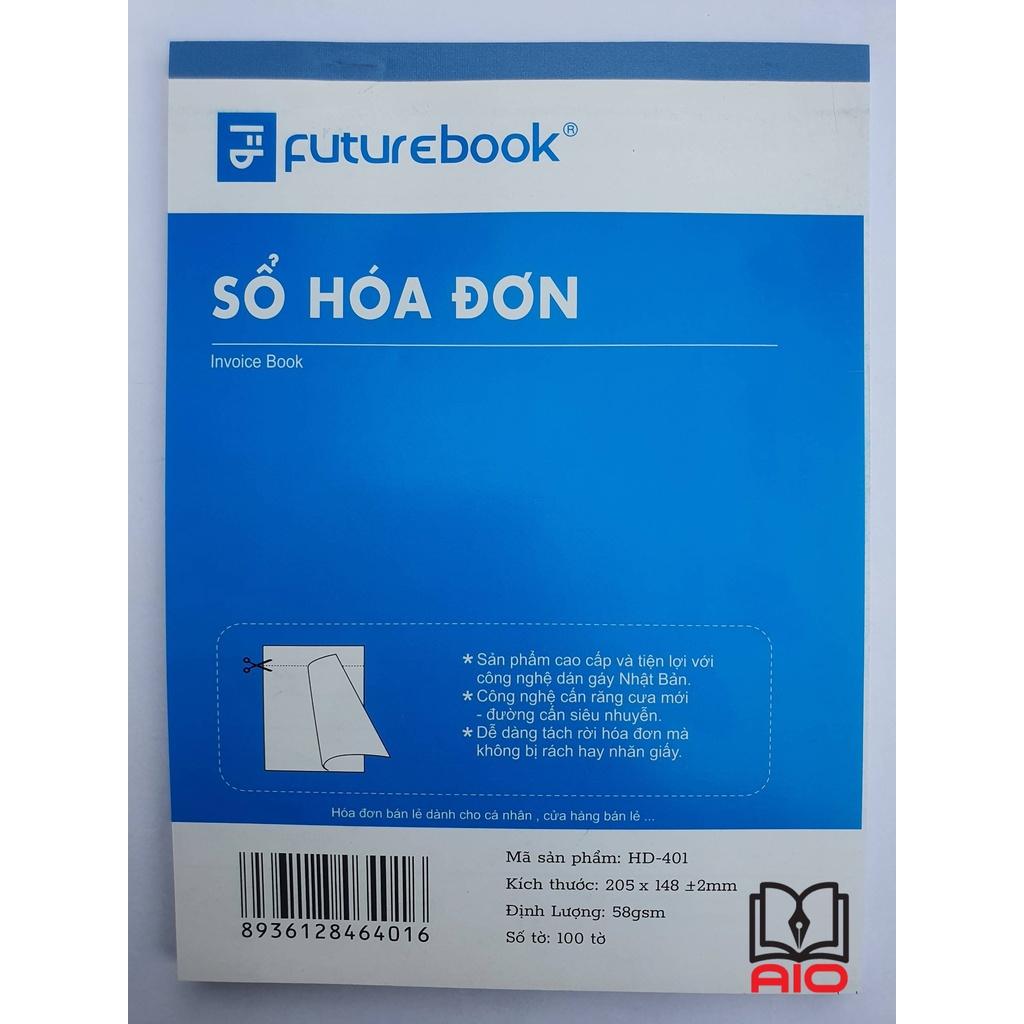 Fb
FUTUREBOOK®
SỔ HÓA ĐƠN
Invoice Book
* Sản phẩm cao cấp và tiện lợi với
công nghệ dán gáy Nhật Bản.
* Công nghệ cấn răng cưa mới
- đường cấn siêu nhuyễn.
* Dễ dàng tách rời hóa đơn mà
không bị rách hay nhăn giấy.
Hóa đơn bán lẻ dành cho cá nhân , cửa hàng bán lẻ ...
Mã sản phẩm: HD-401
Kích thước: 205 x 148 ±2mm
Định Lượng: 58gsm
Số tờ: 100 tờ
8936128464016
AIO